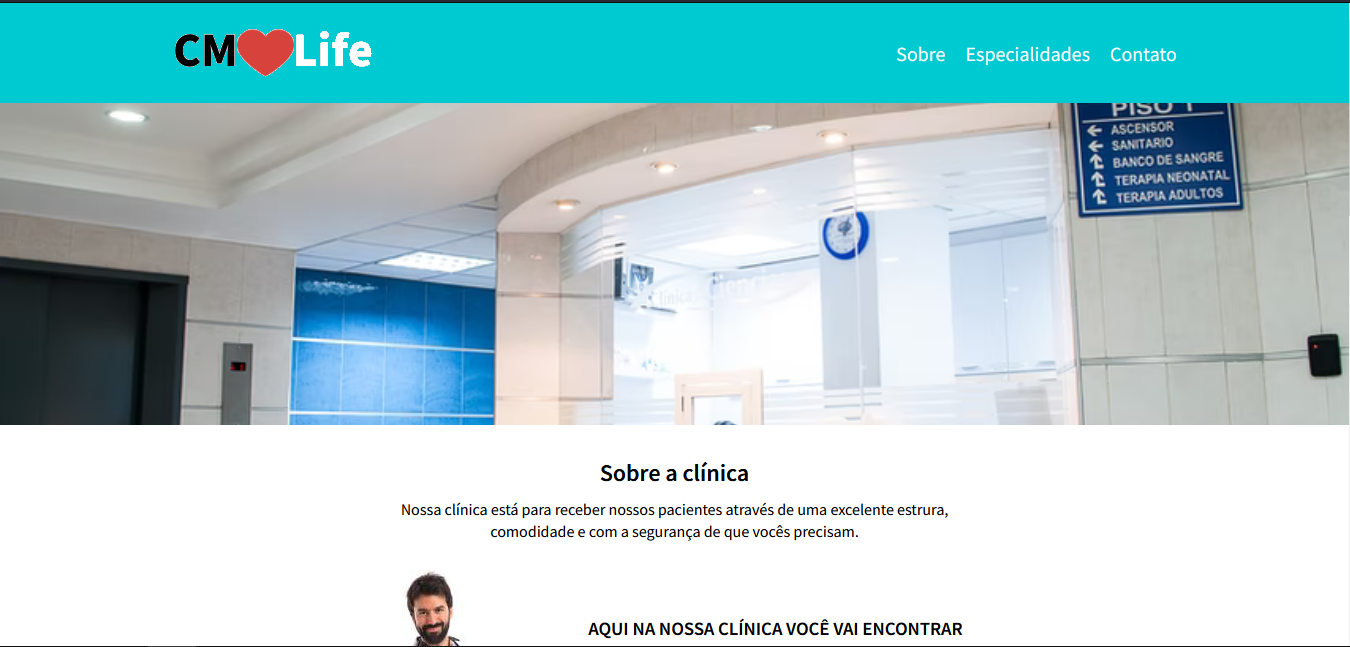 CM Life
Sobre Especialidades Contato
PISO 1
ASCENSOR
SANITARIO
BANCO DE SANGRE
TERAPIA NEONATAL
TERAPIA ADULTOS
Sobre a clínica
Nossa clínica está para receber nossos pacientes através de uma excelente estrura,
comodidade e com a segurança de que vocês precisam.
AQUI NA NOSSA CLÍNICA VOCÊ VAI ENCONTRAR